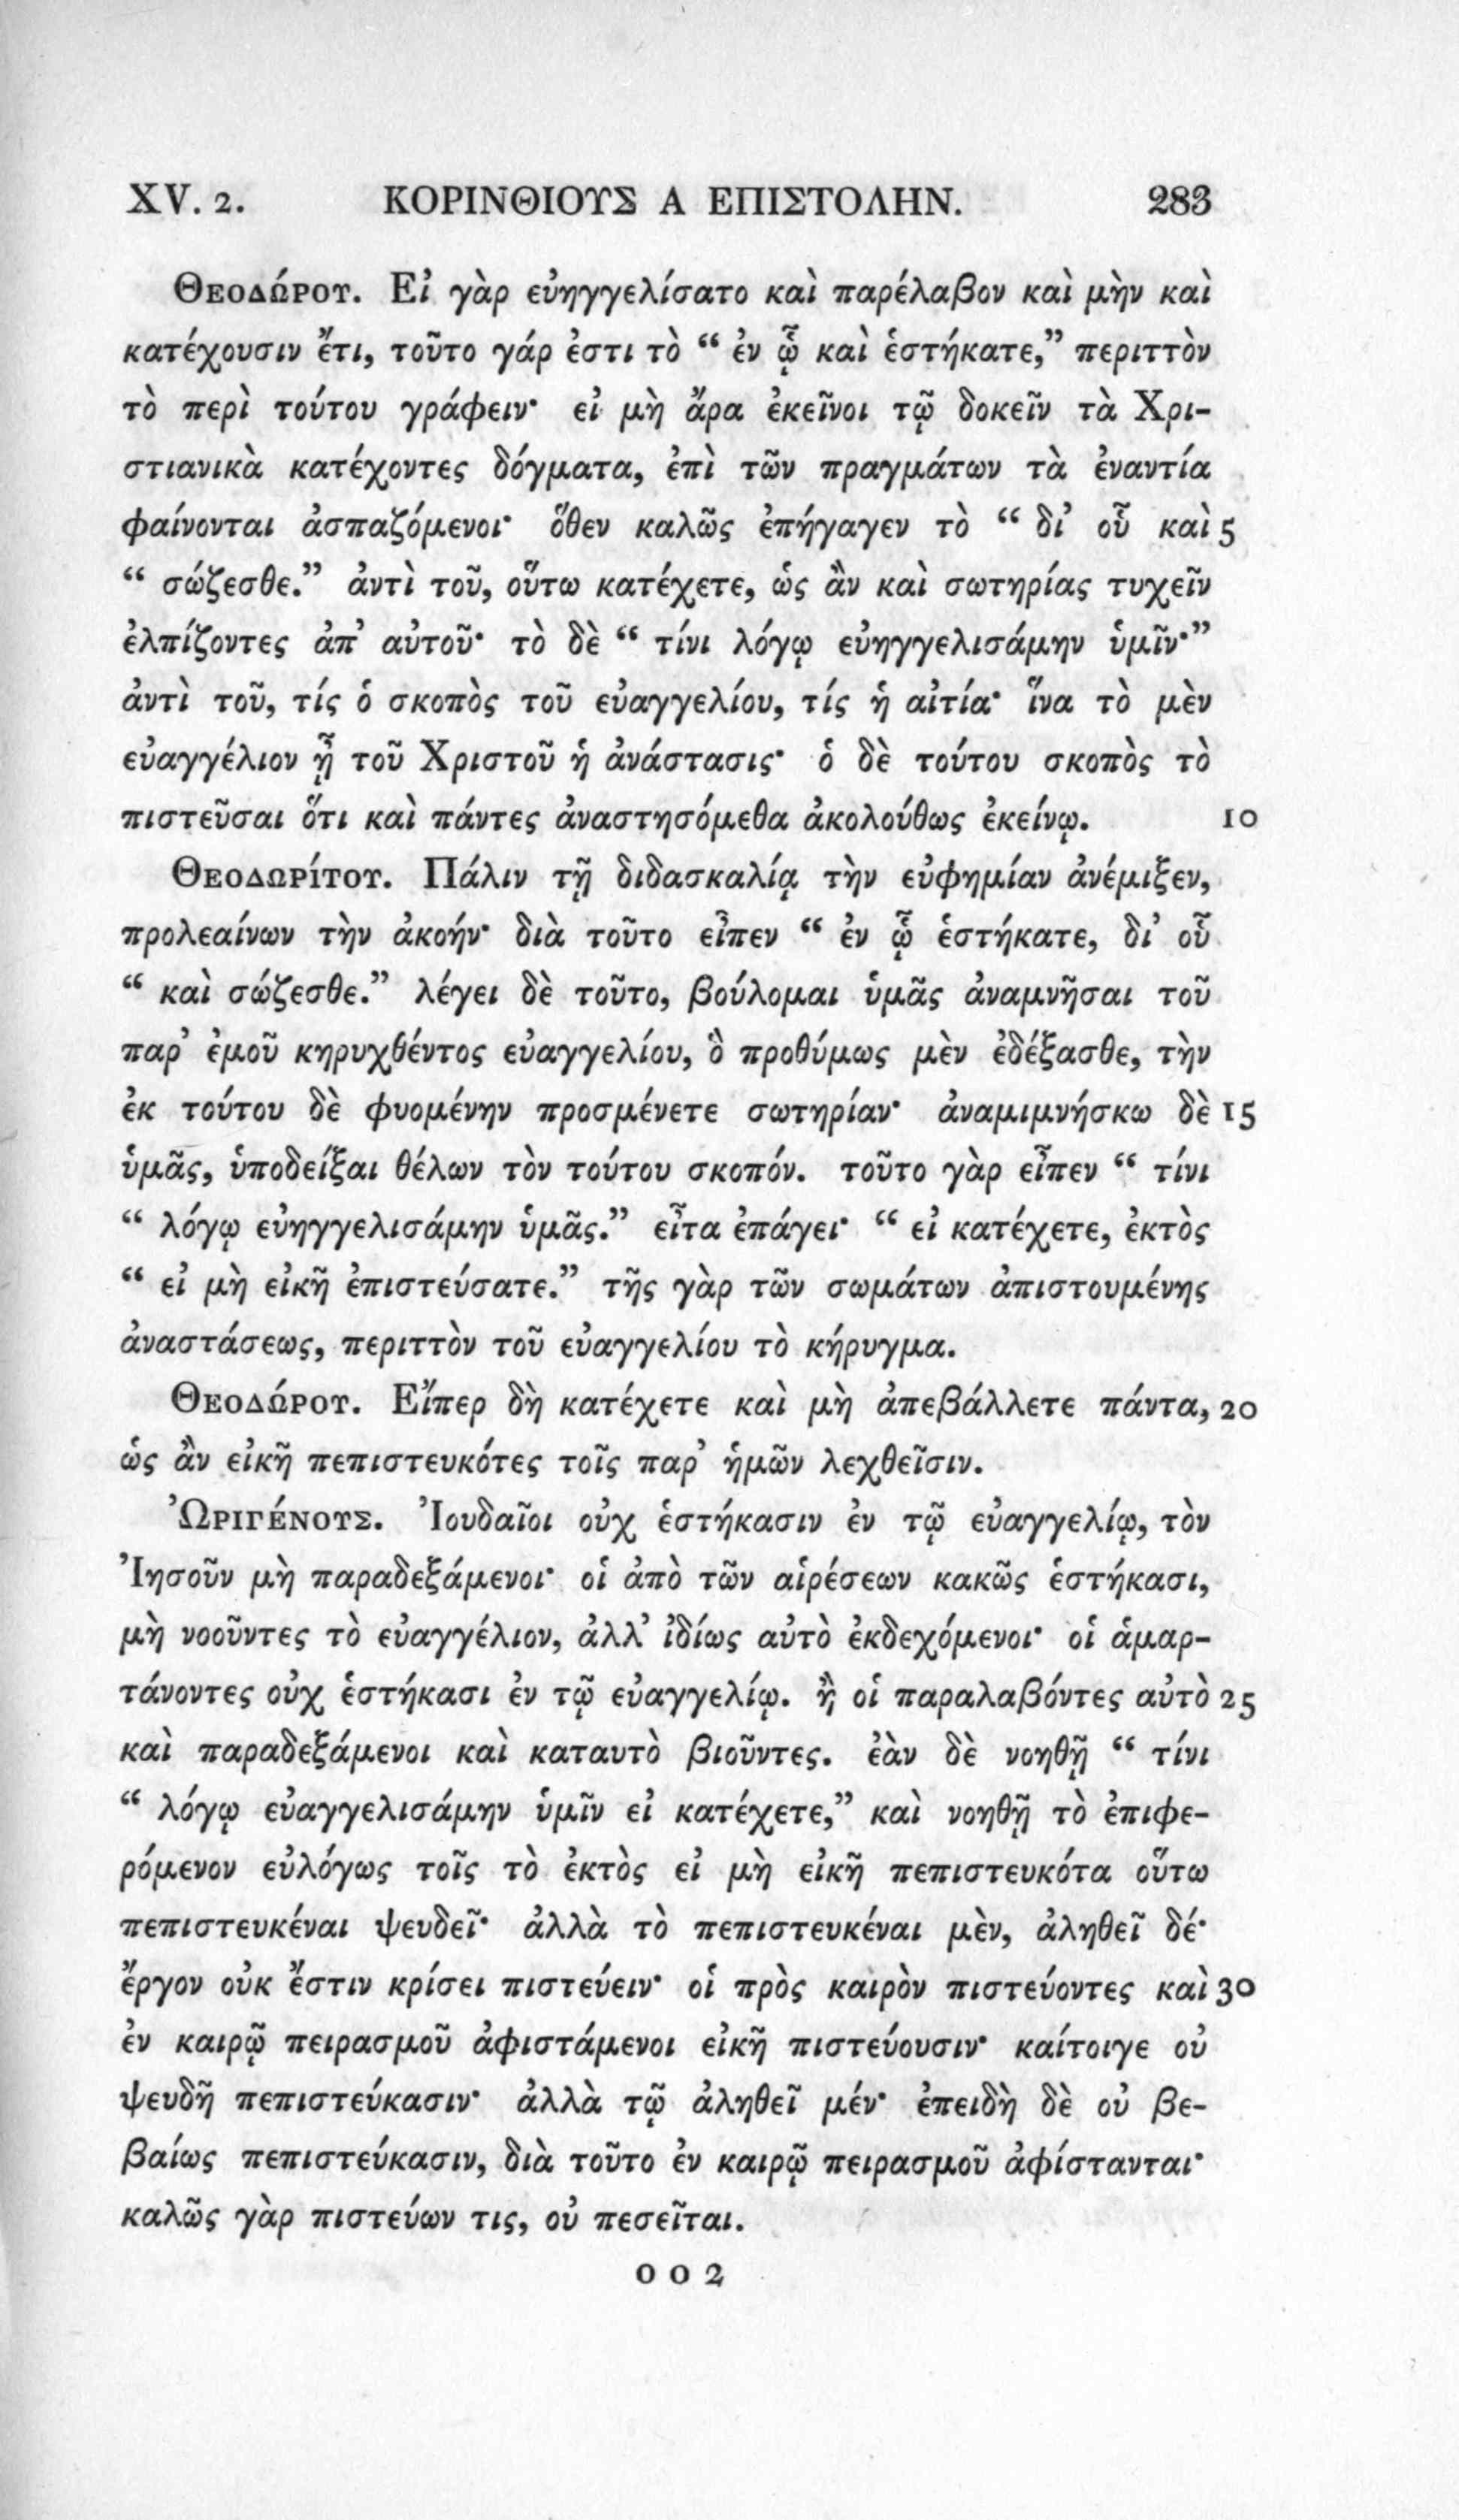 XV. 2. ΚΟΡΙΝΘΙΟΥΣ Α ΕΠΙΣΤΟΛΗΝ. 283
Θεοδώρου. Εἰ γὰρ εὐηγγελίσατο καὶ παρέλαβον καὶ μὴν καὶ
κατέχουσιν ἔτι, τοῦτο γάρ ἐστι τὸ “ ἐν ᾧ καὶ ἑστήκατε,” περιττὸν
τὸ περὶ τούτου γράφειν· εἰ μὴ ἄρα ἐκεῖνοι τῷ δοκεῖν τὰ Χρι-
στιανικὰ κατέχοντες δόγματα, ἐπὶ τῶν πραγμάτων τὰ ἐναντία
φαίνονται ἀσπαζόμενοι· ὅθεν καλῶς ἐπήγαγεν τὸ “ δι’ οὗ καὶ 5
“ σώζεσθε.” ἀντὶ τοῦ, οὕτω κατέχετε, ὡς ἂν καὶ σωτηρίας τυχεῖν
ἐλπίζοντες ἀπ’ αὐτοῦ· τὸ δὲ “ τίνι λόγῳ εὐηγγελισάμην ὑμῖν·”
ἀντὶ τοῦ, τίς ὁ σκοπὸς τοῦ εὐαγγελίου, τίς ἡ αἰτία· ἵνα τὸ μὲν
εὐαγγέλιον ᾖ τοῦ Χριστοῦ ἡ ἀνάστασις· ὁ δὲ τούτου σκοπὸς τὸ
πιστεῦσαι ὅτι καὶ πάντες ἀναστησόμεθα ἀκολούθως ἐκείνῳ. 10
Θεοδωρίτου. Πάλιν τῇ διδασκαλίᾳ τὴν εὐφημίαν ἀνέμιξεν,
προλεαίνων τὴν ἀκοήν· διὰ τοῦτο εἶπεν “ ἐν ᾧ ἑστήκατε, δι’ οὗ
“ καὶ σώζεσθε.” λέγει δὲ τοῦτο, βούλομαι ὑμᾶς ἀναμνῆσαι τοῦ
παρ’ ἐμοῦ κηρυχθέντος εὐαγγελίου, ὃ προθύμως μὲν ἐδέξασθε, τὴν
ἐκ τούτου δὲ φυομένην προσμένετε σωτηρίαν· ἀναμιμνήσκω δὲ 15
ὑμᾶς, ὑποδείξαι θέλων τὸν τούτου σκοπόν. τοῦτο γὰρ εἶπεν “ τίνι
“ λόγῳ εὐηγγελισάμην ὑμᾶς.” εἶτα ἐπάγει· “ εἰ κατέχετε, ἐκτὸς
“ εἰ μὴ εἰκῆ ἐπιστεύσατε.” τῆς γὰρ τῶν σωμάτων ἀπιστουμένης
ἀναστάσεως, περιττὸν τοῦ εὐαγγελίου τὸ κήρυγμα.
Θεοδώρου. Εἴπερ δὴ κατέχετε καὶ μὴ ἀπεβάλλετε πάντα, 20
ὡς ἂν εἰκῆ πεπιστευκότες τοῖς παρ’ ἡμῶν λεχθεῖσιν.
Ὠριγένους. Ἰουδαῖοι οὐχ ἑστήκασιν ἐν τῷ εὐαγγελίῳ, τὸν
Ἰησοῦν μὴ παραδεξάμενοι· οἱ ἀπὸ τῶν αἱρέσεων κακῶς ἑστήκασι,
μὴ νοοῦντες τὸ εὐαγγέλιον, ἀλλ’ ἰδίως αὐτὸ ἐκδεχόμενοι· οἱ ἁμαρ-
τάνοντες οὐχ ἑστήκασι ἐν τῷ εὐαγγελίῳ. ἢ οἱ παραλαβόντες αὐτὸ 25
καὶ παραδεξάμενοι καὶ καταυτὸ βιοῦντες. ἐὰν δὲ νοηθῇ “ τίνι
“ λόγῳ εὐαγγελισάμην ὑμῖν εἰ κατέχετε,” καὶ νοηθῇ τὸ ἐπιφε-
ρόμενον εὐλόγως τοῖς τὸ ἐκτὸς εἰ μὴ εἰκῆ πεπιστευκότα οὕτω
πεπιστευκέναι ψευδεῖ· ἀλλὰ τὸ πεπιστευκέναι μὲν, ἀληθεῖ δέ·
ἔργον οὐκ ἔστιν κρίσει πιστεύειν· οἱ πρὸς καιρὸν πιστεύοντες καὶ 30
ἐν καιρῷ πειρασμοῦ ἀφιστάμενοι εἰκῆ πιστεύουσιν· καίτοιγε οὐ
ψευδῆ πεπιστεύκασιν· ἀλλὰ τῷ ἀληθεῖ μέν· ἐπειδὴ δὲ οὐ βε-
βαίως πεπιστεύκασιν, διὰ τοῦτο ἐν καιρῷ πειρασμοῦ ἀφίστανται·
καλῶς γὰρ πιστεύων τις, οὐ πεσεῖται.
O O 2